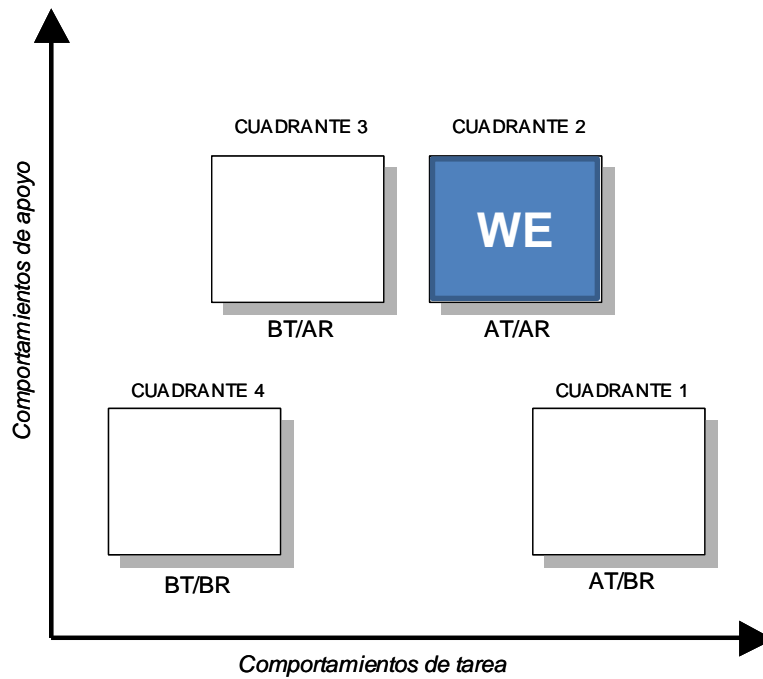 CUADRANTE 3
CUADRANTE 2
WE
BT/AR
AT/AR
Comportamientos de apoyo
CUADRANTE 4
CUADRANTE 1
BT/BR
AT/BR
Comportamientos de tarea